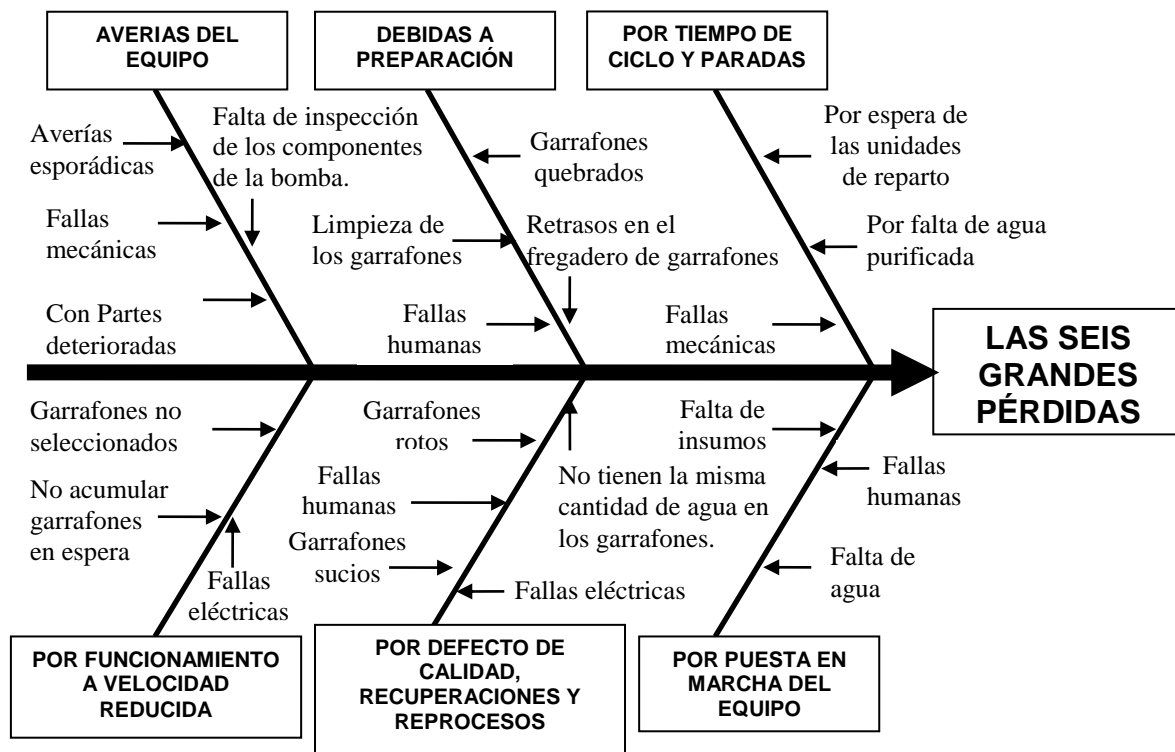 AVERIAS DEL
EQUIPO
DEBIDAS A
PREPARACIÓN
POR TIEMPO DE
CICLO Y PARADAS
Averías
esporádicas
Falta de inspección
de los componentes
de la bomba.
Fallas
mecánicas
Con Partes
deterioradas
Garrafones
quebrados
Limpieza de
los garrafones
Retrasos en el
fregadero de garrafones
Fallas
humanas
Por espera de
las unidades
de reparto
Por falta de agua
purificada
Fallas
mecánicas
LAS SEIS
GRANDES
PÉRDIDAS
Garrafones no
seleccionados
No acumular
garrafones
en espera
Fallas
eléctricas
Garrafones
rotos
Fallas
humanas
Garrafones
sucios
No tienen la misma
cantidad de agua en
los garrafones.
Fallas eléctricas
Falta de
insumos
Fallas
humanas
Falta de
agua
POR FUNCIONAMIENTO
A VELOCIDAD
REDUCIDA
POR DEFECTO DE
CALIDAD,
RECUPERACIONES Y
REPROCESOS
POR PUESTA EN
MARCHA DEL
EQUIPO